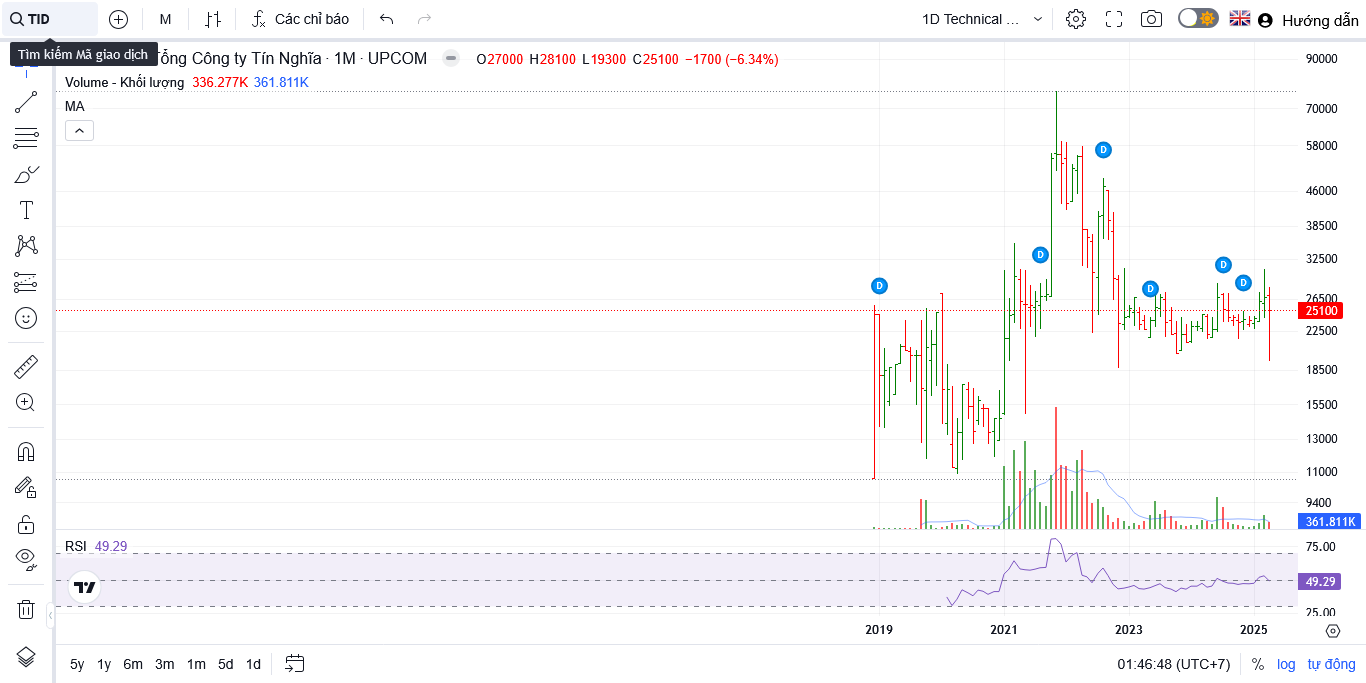 TID M Các chỉ báo 1D Technical ... Hướng dẫn
Tìm kiếm Mã giao dịch
Tổng Công ty Tín Nghĩa · 1M · UPCOM O27000 H28100 L19300 C25100 −1700 (−6.34%)
Volume - Khối lượng 336.277K 361.811K
MA
90000
70000
58000
46000
38500
32500
26500
25100
22500
18500
15500
13000
11000
9400
361.811K
D
D
D
D
D
D
RSI 49.29
75.00
49.29
25.00
2019 2021 2023 2025
5y 1y 6m 3m 1m 5d 1d 01:46:48 (UTC+7) % log tự động